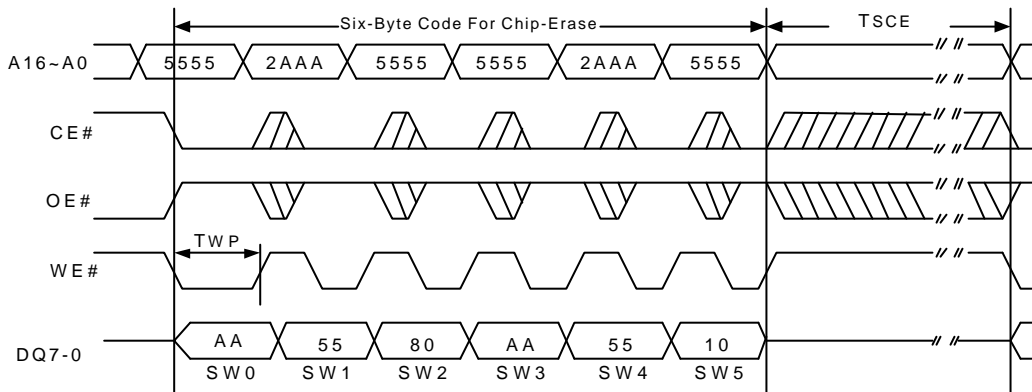 Six-Byte Code For Chip-Erase
TSCE
A16~A0
5555 2AAA 5555 5555 2AAA 5555
CE#
OE#
TWP
WE#
DQ7-0
AA 55 80 AA 55 10
SW0 SW1 SW2 SW3 SW4 SW5